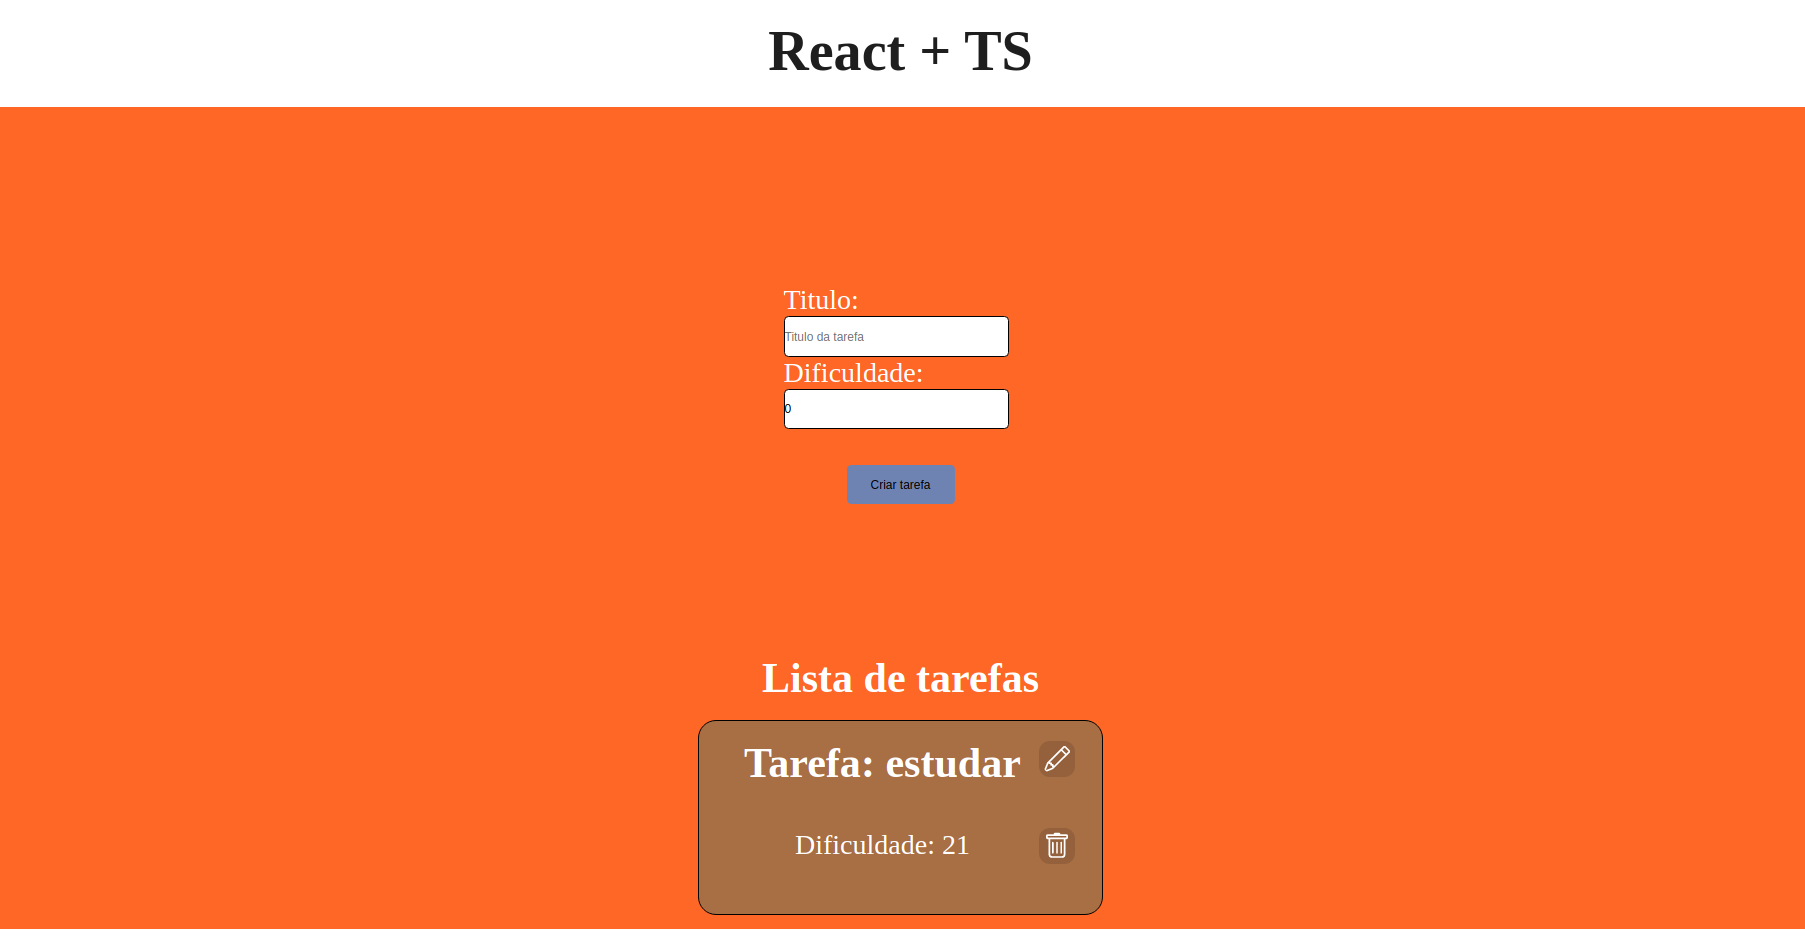 React + TS
Titulo:
Titulo da tarefa
Dificuldade:
0
Criar tarefa
Lista de tarefas
Tarefa: estudar
Dificuldade: 21